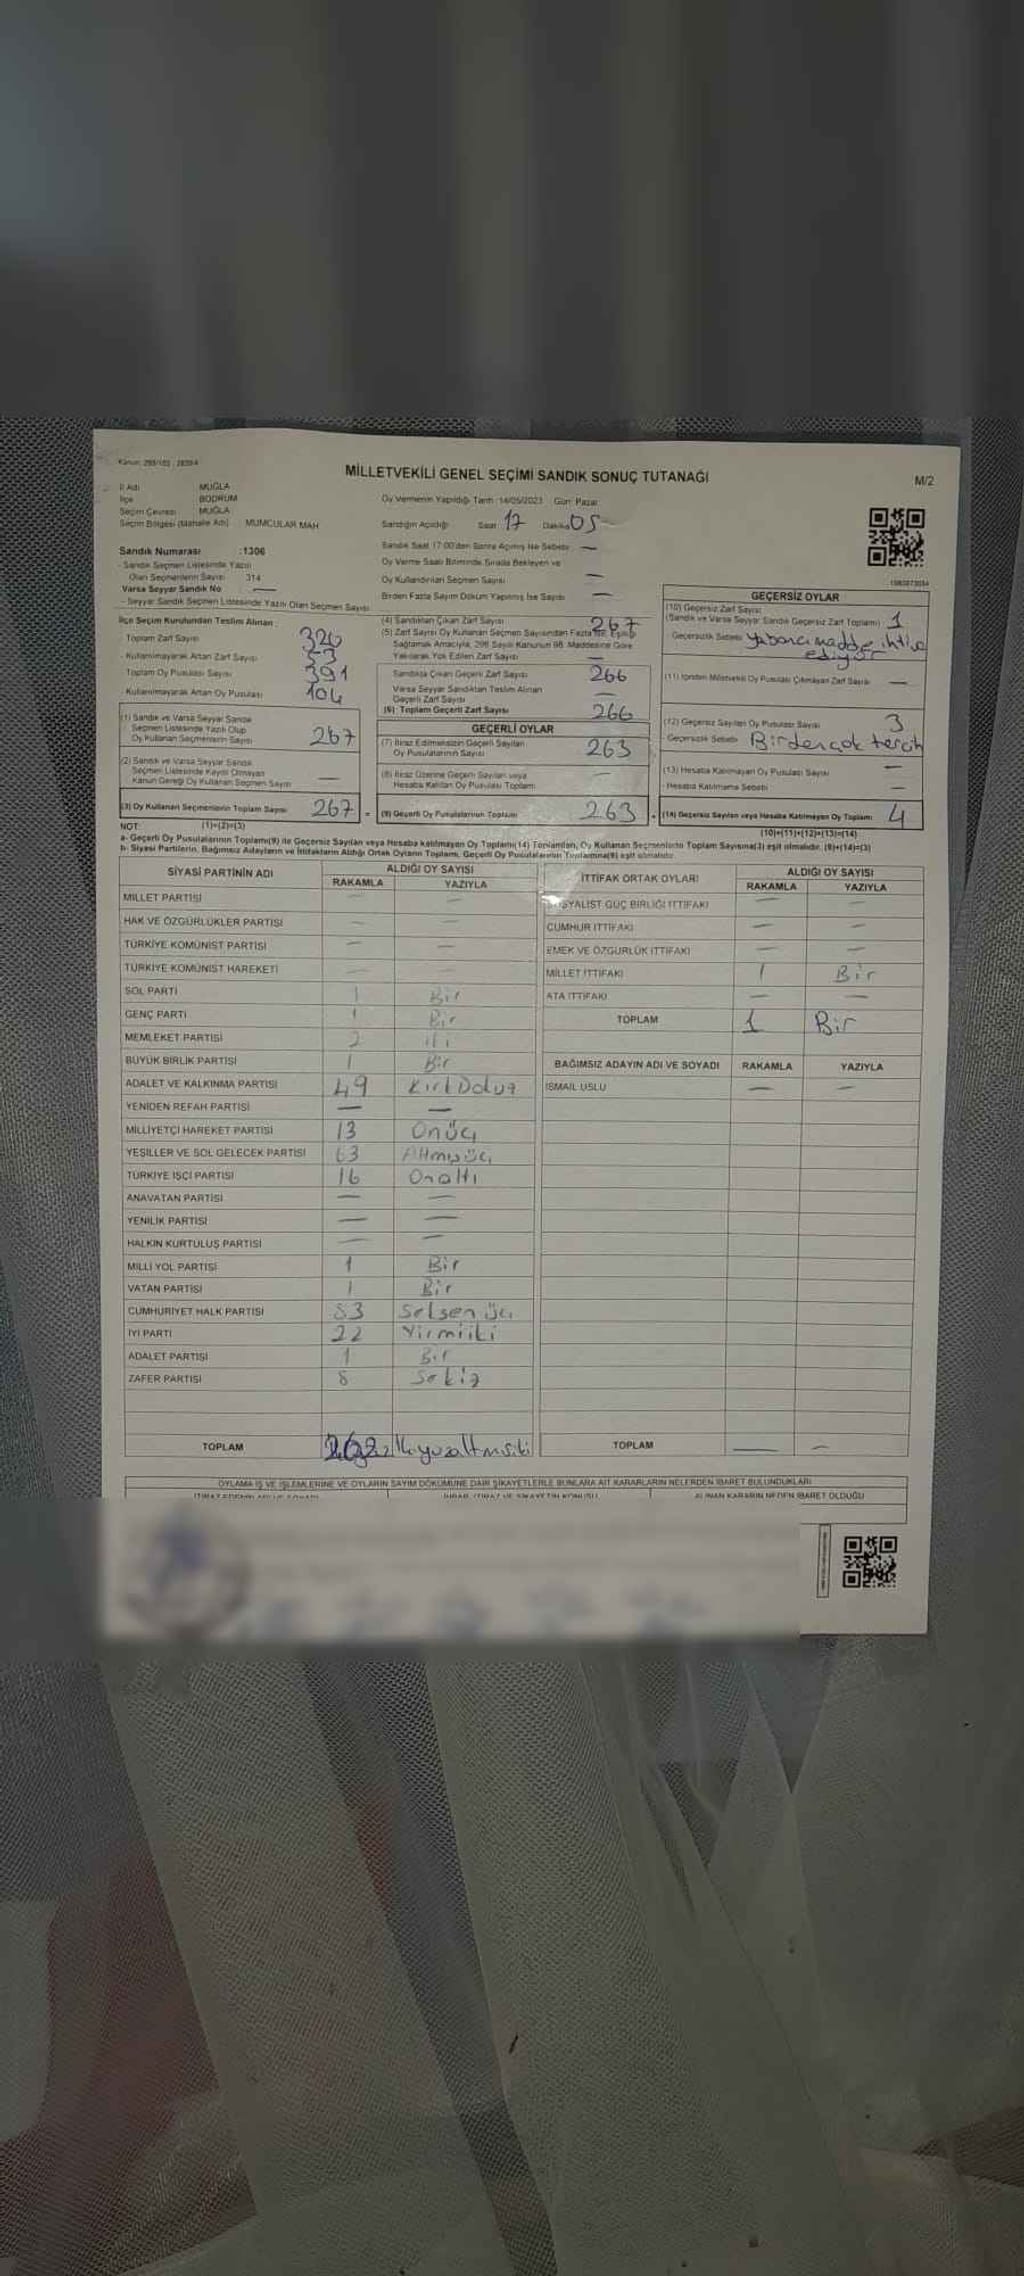 Kanun: 298/105 - 2839/4
MİLLETVEKİLİ GENEL SEÇİMİ SANDIK SONUÇ TUTANAĞI
M/2
İl Adı MUĞLA
İlçe BODRUM
Seçim Çevresi MUĞLA
Seçim Bölgesi (Mahalle Adı) MUMCULAR MAH
Oy Vermenin Yapıldığı Tarih :14/05/2023 Gün: Pazar
Sandığın Açıldığı Saat 17 Dakika 05
Sandık Saat 17:00'den Sonra Açılmış İse Sebebi: —
Oy Verme Saati Bitiminde Sırada Bekleyen ve
Oy Kullandırılan Seçmen Sayısı —
Birden Fazla Sayım Döküm Yapılmış İse Sayısı —
Sandık Numarası :1306
- Sandık Seçmen Listesinde Yazılı
Olan Seçmenlerin Sayısı 314
Varsa Seyyar Sandık No —
- Seyyar Sandık Seçmen Listesinde Yazılı Olan Seçmen Sayısı
İlçe Seçim Kurulundan Teslim Alınan :
Toplam Zarf Sayısı 320
- Kullanılmayarak Artan Zarf Sayısı 53
Toplam Oy Pusulası Sayısı 391
- Kullanılmayarak Artan Oy Pusulası 104
(1) Sandık ve Varsa Seyyar Sandık
Seçmen Listesinde Yazılı Olup
Oy Kullanan Seçmenlerin Sayısı 267
(2) Sandık ve Varsa Seyyar Sandık
Seçmen Listesinde Kayıtlı Olmayan
Kanun Gereği Oy Kullanan Seçmen Sayısı —
(3) Oy Kullanan Seçmenlerin Toplam Sayısı 267 =
(4) Sandıktan Çıkan Zarf Sayısı 267
(5) Zarf Sayısı Oy Kullanan Seçmen Sayısından Fazla İse, Eşitliği
Sağlamak Amacıyla, 298 Sayılı Kanunun 98. Maddesine Göre
Yakılarak Yok Edilen Zarf Sayısı —
Sandıkta Çıkan Geçerli Zarf Sayısı 266
Varsa Seyyar Sandıktan Teslim Alınan
Geçerli Zarf Sayısı —
(6) Toplam Geçerli Zarf Sayısı 266
GEÇERLİ OYLAR
(7) İtiraz Edilmeksizin Geçerli Sayılan
Oy Pusulalarının Sayısı 263
(8) İtiraz Üzerine Geçerli Sayılan veya
Hesaba Katılan Oy Pusulası Toplamı —
(9) Geçerli Oy Pusulalarının Toplamı 263 +
GEÇERSİZ OYLAR
(10) Geçersiz Zarf Sayısı
(Sandık ve Varsa Seyyar Sandık Geçersiz Zarf Toplamı) 1
Geçersizlik Sebebi yabancı madde ihtiva
ediyor
(11) İçinden Milletvekili Oy Pusulası Çıkmayan Zarf Sayısı —
(12) Geçersiz Sayılan Oy Pusulası Sayısı 3
Geçersizlik Sebebi Birden çok tercih
(13) Hesaba Katılmayan Oy Pusulası Sayısı —
- Hesaba Katılmama Sebebi —
(14) Geçersiz Sayılan veya Hesaba Katılmayan Oy Toplamı 4
NOT: (1)+(2)=(3) (10)+(11)+(12)+(13)=(14)
a- Geçerli Oy Pusulalarının Toplamı(9) ile Geçersiz Sayılan veya Hesaba katılmayan Oy Toplamı(14) Toplamları, Oy Kullanan Seçmenlerin Toplam Sayısına(3) eşit olmalıdır. (9)+(14)=(3)
b- Siyasi Partilerin, Bağımsız Adayların ve İttifakların Aldığı Ortak Oyların Toplamı, Geçerli Oy Pusulalarının Toplamına(9) eşit olmalıdır.
SİYASİ PARTİNİN ADI ALDIĞI OY SAYISI
RAKAMLA YAZIYLA
MİLLET PARTİSİ — —
HAK VE ÖZGÜRLÜKLER PARTİSİ — —
TÜRKİYE KOMÜNİST PARTİSİ — —
TÜRKİYE KOMÜNİST HAREKETİ — —
SOL PARTİ 1 Bir
GENÇ PARTİ 1 Bir
MEMLEKET PARTİSİ 2 iki
BÜYÜK BİRLİK PARTİSİ 1 Bir
ADALET VE KALKINMA PARTİSİ 49 KırkDokuz
YENİDEN REFAH PARTİSİ — —
MİLLİYETÇİ HAREKET PARTİSİ 13 Onüç
YEŞİLLER VE SOL GELECEK PARTİSİ 63 Altmışüç
TÜRKİYE İŞÇİ PARTİSİ 16 Onaltı
ANAVATAN PARTİSİ — —
YENİLİK PARTİSİ — —
HALKIN KURTULUŞ PARTİSİ — —
MİLLİ YOL PARTİSİ 1 Bir
VATAN PARTİSİ 1 Bir
CUMHURİYET HALK PARTİSİ 83 Seksen üç
İYİ PARTİ 22 Yirmiiki
ADALET PARTİSİ 1 Bir
ZAFER PARTİSİ 8 Sekiz
TOPLAM 262 İkiyüzaltmışiki
İTTİFAK ORTAK OYLARI ALDIĞI OY SAYISI
RAKAMLA YAZIYLA
SOSYALİST GÜÇ BİRLİĞİ İTTİFAKI — —
CUMHUR İTTİFAKI — —
EMEK VE ÖZGÜRLÜK İTTİFAKI — —
MİLLET İTTİFAKI 1 Bir
ATA İTTİFAKI — —
TOPLAM 1 Bir
BAĞIMSIZ ADAYIN ADI VE SOYADI RAKAMLA YAZIYLA
İSMAİL USLU — —
TOPLAM — —
OYLAMA İŞ VE İŞLEMLERİNE VE OYLARIN SAYIM DÖKÜMÜNE DAİR ŞİKAYETLERLE BUNLARA AİT KARARLARIN NELERDEN İBARET BULUNDUKLARI
ALINAN KARARIN NEDEN İBARET OLDUĞU